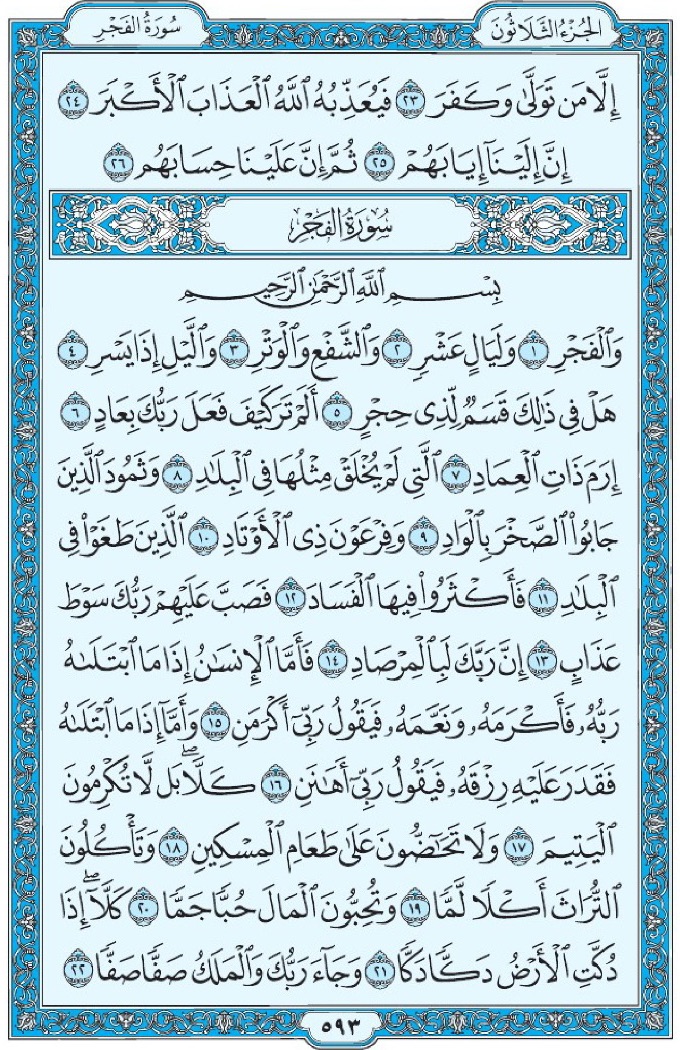 الجُزْءُ الثَّلَاثُونَ
سُورَةُ الفَجْرِ
إِلَّا مَن تَوَلَّىٰ وَكَفَرَ ٢٣ فَيُعَذِّبُهُ ٱللَّهُ ٱلْعَذَابَ ٱلْأَكْبَرَ ٢٤
إِنَّ إِلَيْنَآ إِيَابَهُمْ ٢٥ ثُمَّ إِنَّ عَلَيْنَا حِسَابَهُم ٢٦
سُورَةُ الفَجْرِ
بِسْمِ ٱللَّهِ ٱلرَّحْمَٰنِ ٱلرَّحِيمِ
وَٱلْفَجْرِ ١ وَلَيَالٍ عَشْرٍ ٢ وَٱلشَّفْعِ وَٱلْوَتْرِ ٣ وَٱلَّيْلِ إِذَا يَسْرِ ٤
هَلْ فِى ذَٰلِكَ قَسَمٌ لِّذِى حِجْرٍ ٥ أَلَمْ تَرَ كَيْفَ فَعَلَ رَبُّكَ بِعَادٍ ٦
إِرَمَ ذَاتِ ٱلْعِمَادِ ٧ ٱلَّتِى لَمْ يُخْلَقْ مِثْلُهَا فِى ٱلْبِلَٰدِ ٨ وَثَمُودَ ٱلَّذِينَ
جَابُوا۟ ٱلصَّخْرَ بِٱلْوَادِ ٩ وَفِرْعَوْنَ ذِى ٱلْأَوْتَادِ ١٠ ٱلَّذِينَ طَغَوْا۟ فِى
ٱلْبِلَٰدِ ١١ فَأَكْثَرُوا۟ فِيهَا ٱلْفَسَادَ ١٢ فَصَبَّ عَلَيْهِمْ رَبُّكَ سَوْطَ
عَذَابٍ ١٣ إِنَّ رَبَّكَ لَبِٱلْمِرْصَادِ ١٤ فَأَمَّا ٱلْإِنسَٰنُ إِذَا مَا ٱبْتَلَىٰهُ
رَبُّهُۥ فَأَكْرَمَهُۥ وَنَعَّمَهُۥ فَيَقُولُ رَبِّىٓ أَكْرَمَنِ ١٥ وَأَمَّآ إِذَا مَا ٱبْتَلَىٰهُ
فَقَدَرَ عَلَيْهِ رِزْقَهُۥ فَيَقُولُ رَبِّىٓ أَهَٰنَنِ ١٦ كَلَّا ۖ بَل لَّا تُكْرِمُونَ
ٱلْيَتِيمَ ١٧ وَلَا تَحَٰٓضُّونَ عَلَىٰ طَعَامِ ٱلْمِسْكِينِ ١٨ وَتَأْكُلُونَ
ٱلتُّرَاثَ أَكْلًا لَّمًّا ١٩ وَتُحِبُّونَ ٱلْمَالَ حُبًّا جَمًّا ٢٠ كَلَّآ ۖ إِذَا
دُكَّتِ ٱلْأَرْضُ دَكًّا دَكًّا ٢١ وَجَآءَ رَبُّكَ وَٱلْمَلَكُ صَفًّا صَفًّا ٢٢
٥٩٣